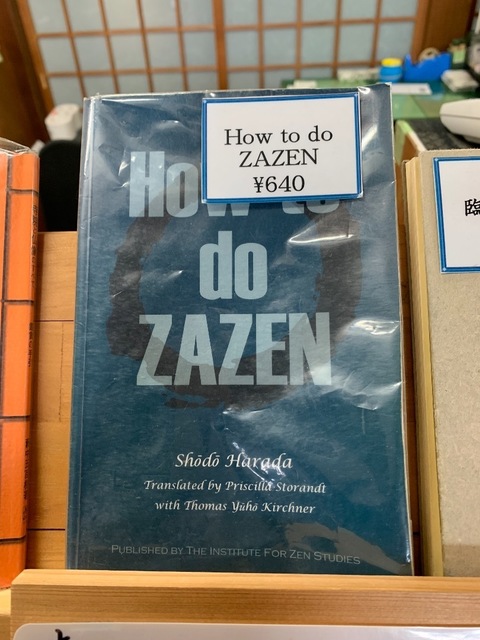 How to do
ZAZEN
¥640
How to
do
ZAZEN
Shōdō Harada
Translated by Priscilla Storandt
with Thomas Yūhō Kirchner
PUBLISHED BY THE INSTITUTE FOR ZEN STUDIES
臨